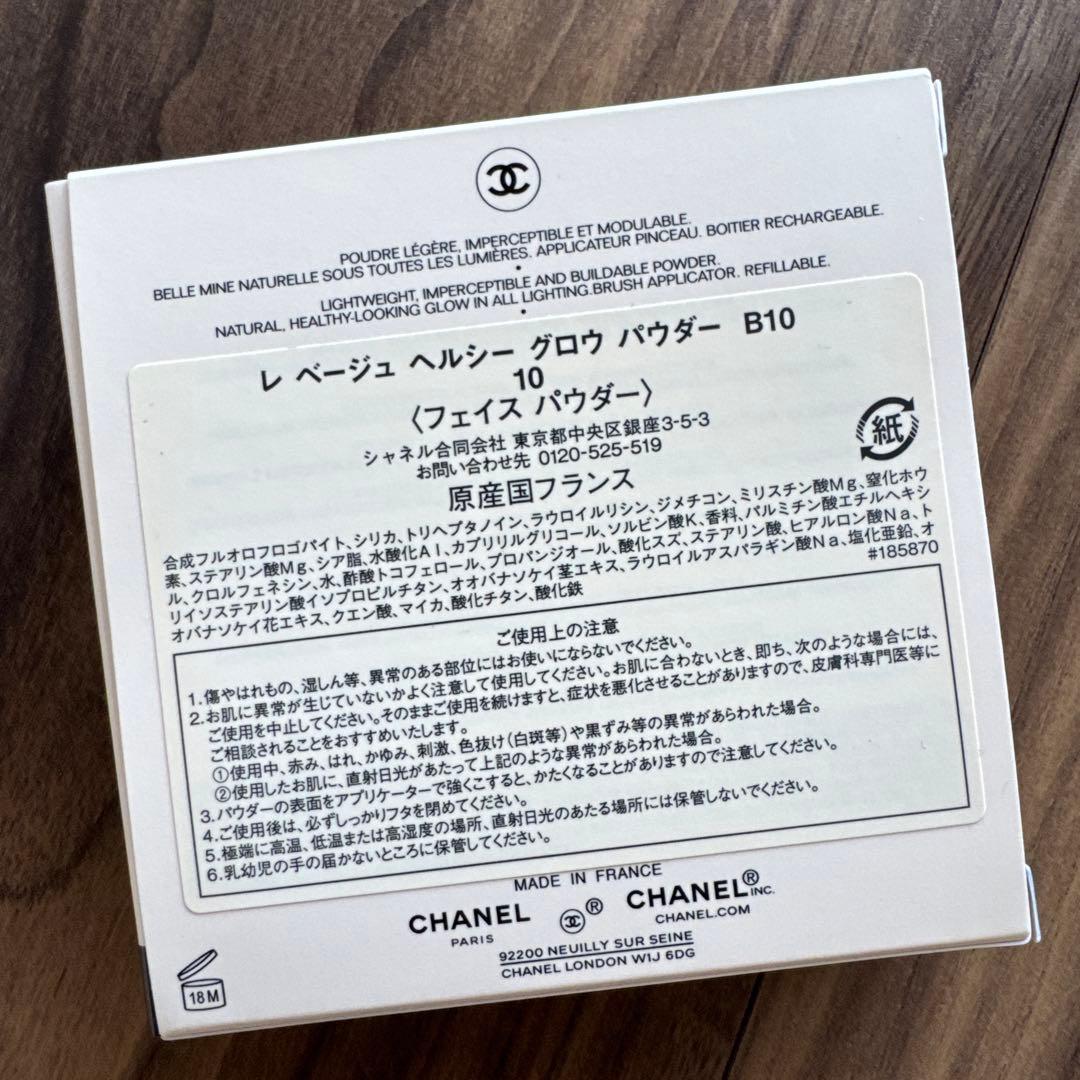 POUDRE LÉGÈRE, IMPERCEPTIBLE ET MODULABLE.
BELLE MINE NATURELLE SOUS TOUTES LES LUMIÈRES. APPLICATEUR PINCEAU. BOITIER RECHARGEABLE.
LIGHTWEIGHT, IMPERCEPTIBLE AND BUILDABLE POWDER.
NATURAL, HEALTHY-LOOKING GLOW IN ALL LIGHTING.BRUSH APPLICATOR. REFILLABLE.
レ ベージュ ヘルシー グロウ パウダー B10
10
〈フェイス パウダー〉
シャネル合同会社 東京都中央区銀座3-5-3
お問い合わせ先 0120-525-519
原産国フランス
紙
合成フルオロフロゴパイト、シリカ、トリヘプタノイン、ラウロイルリシン、ジメチコン、ミリスチン酸Mg、窒化ホウ
素、ステアリン酸Mg、シア脂、水酸化Al、カプリリルグリコール、ソルビン酸K、香料、パルミチン酸エチルヘキシ
ル、クロルフェネシン、水、酢酸トコフェロール、プロパンジオール、酸化スズ、ステアリン酸、ヒアルロン酸Na、ト
リイソステアリン酸イソプロピルチタン、オオバナソケイ茎エキス、ラウロイルアスパラギン酸Na、塩化亜鉛、オ
オバナソケイ花エキス、クエン酸、マイカ、酸化チタン、酸化鉄
#185870
ご使用上の注意
1.傷やはれもの、湿しん等、異常のある部位にはお使いにならないでください。
2.お肌に異常が生じていないかよく注意して使用してください。お肌に合わないとき、即ち、次のような場合には、
ご使用を中止してください。そのままご使用を続けますと、症状を悪化させることがありますので、皮膚科専門医等に
ご相談されることをおすすめいたします。
①使用中、赤み、はれ、かゆみ、刺激、色抜け(白斑等)や黒ずみ等の異常があらわれた場合。
②使用したお肌に、直射日光があたって上記のような異常があらわれた場合。
3.パウダーの表面をアプリケーターで強くこすると、かたくなることがありますので注意してください。
4.ご使用後は、必ずしっかりフタを閉めてください。
5.極端に高温、低温または高湿度の場所、直射日光のあたる場所には保管しないでください。
6.乳幼児の手の届かないところに保管してください。
MADE IN FRANCE
CHANEL ® CHANEL® INC.
PARIS CHANEL.COM
92200 NEUILLY SUR SEINE
CHANEL LONDON W1J 6DG
18M